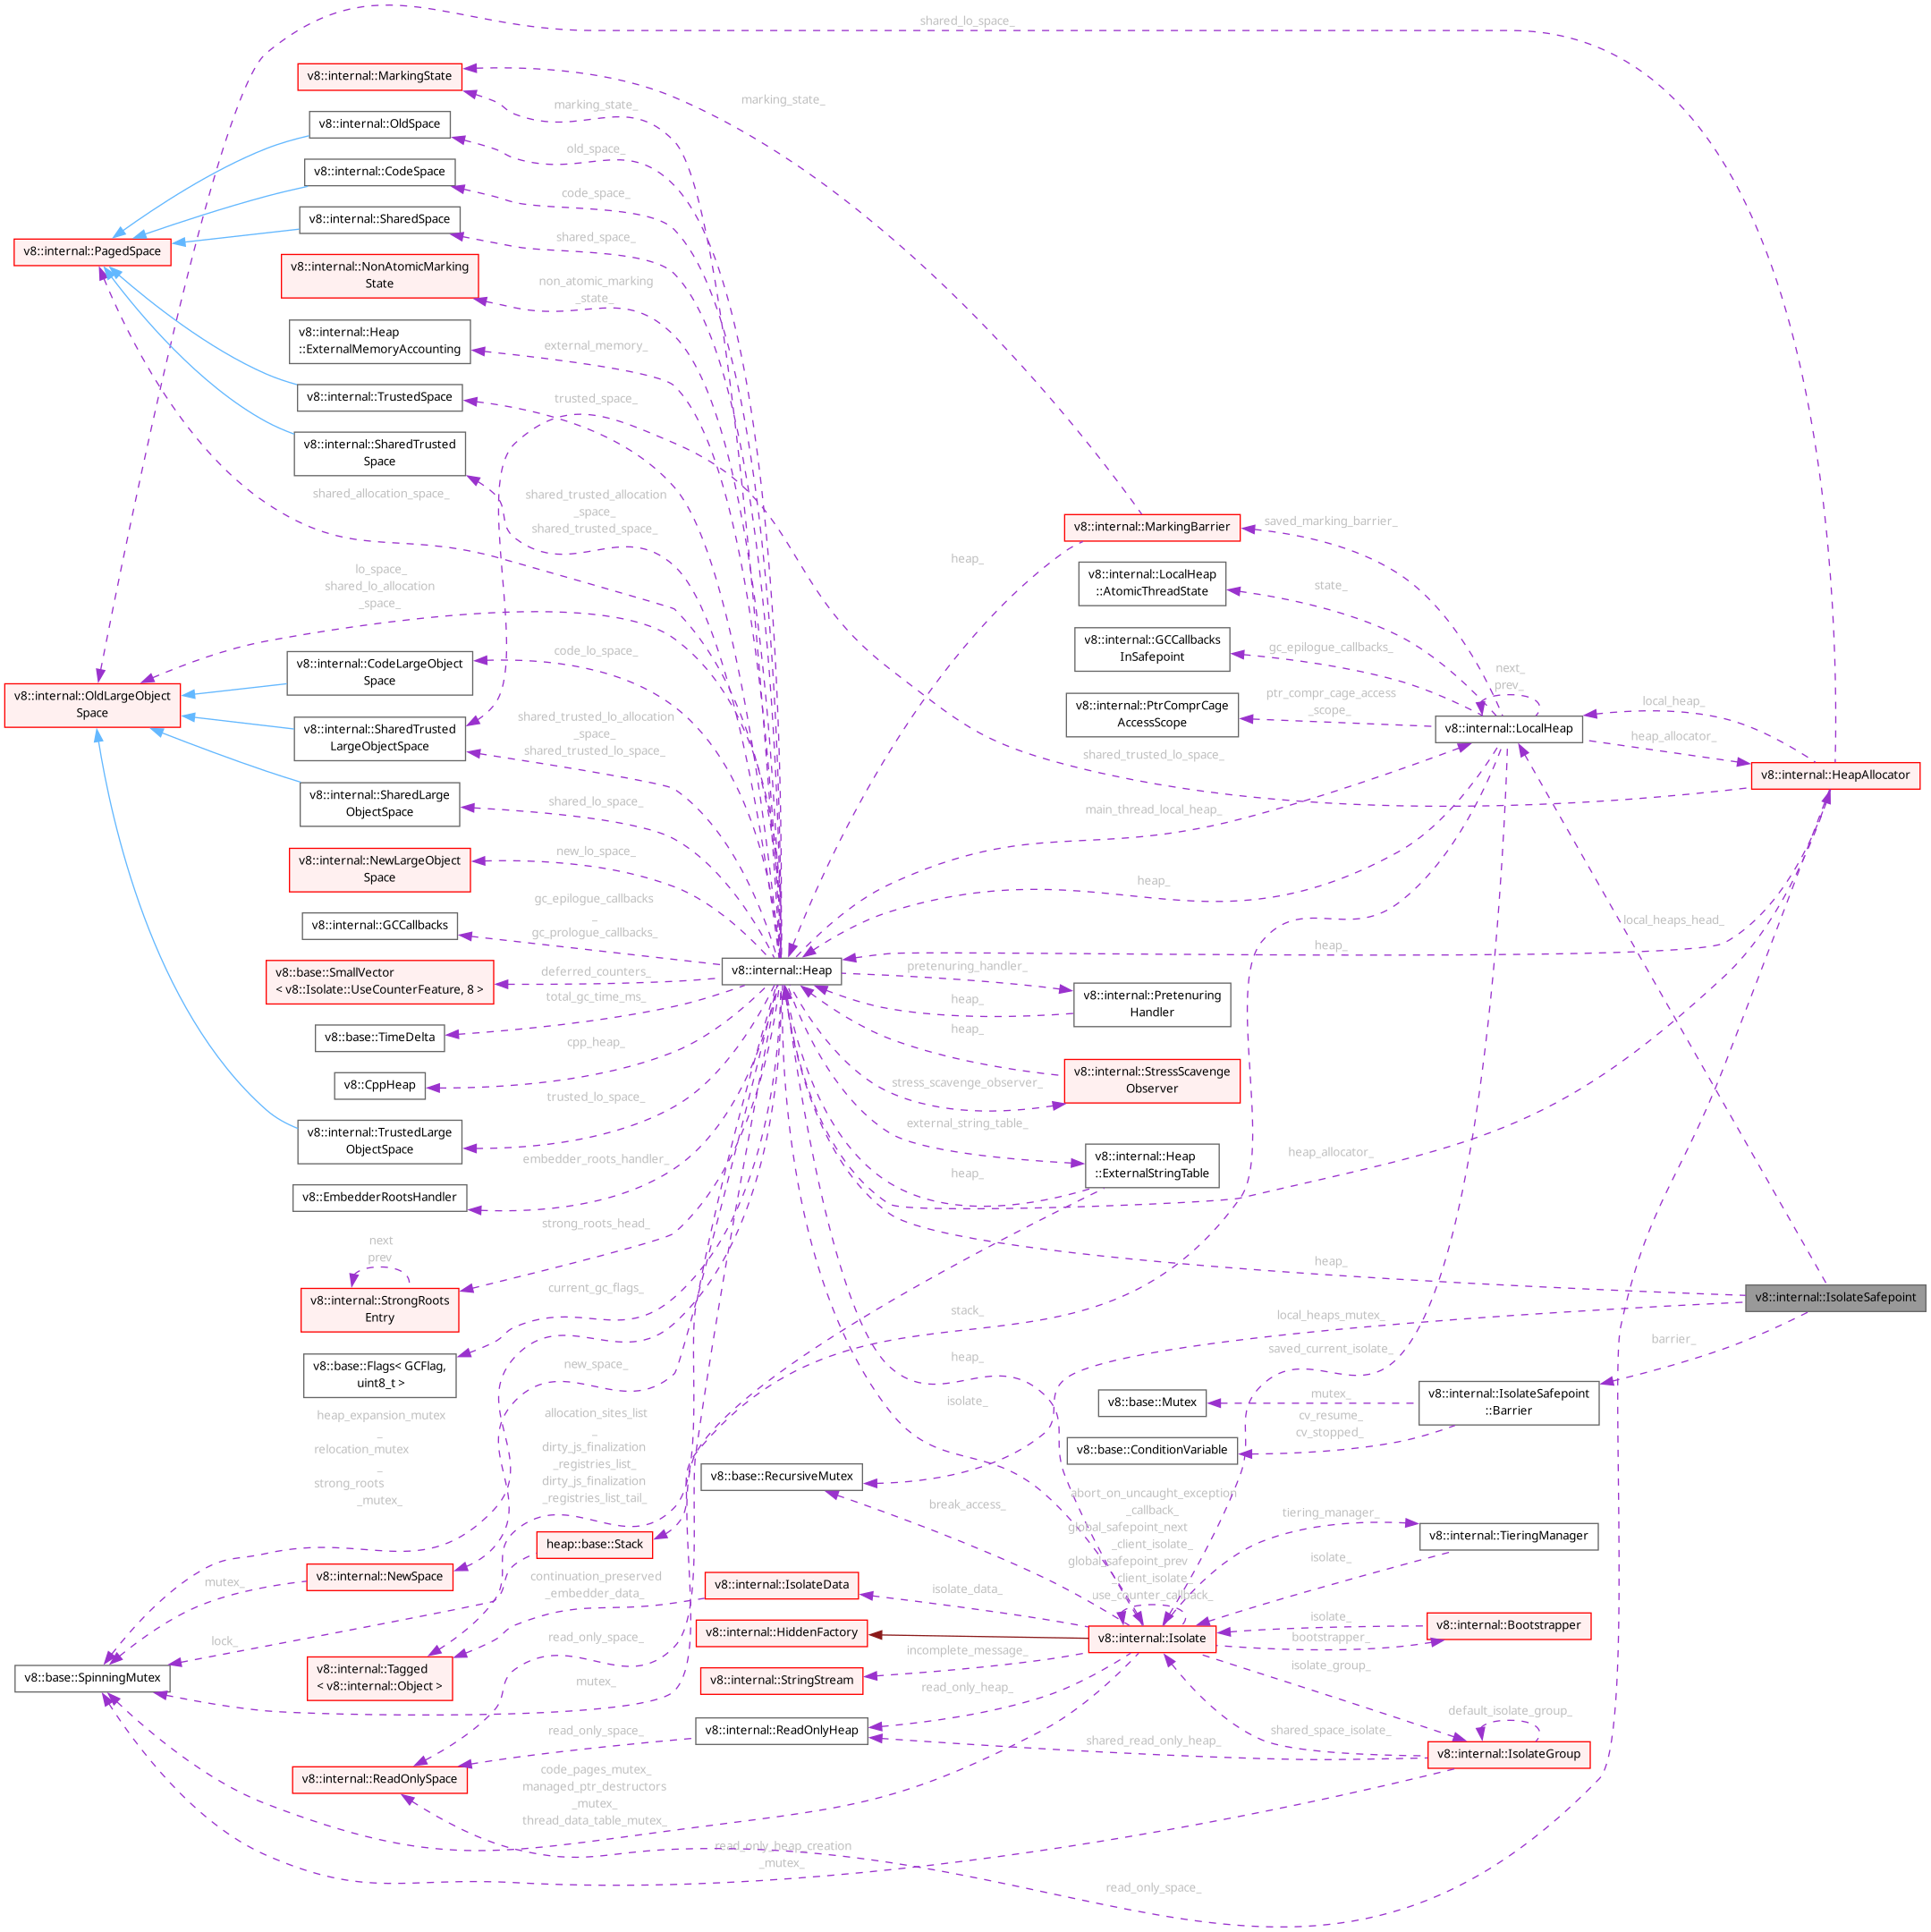 shared_lo_space_
v8::internal::MarkingState
marking_state_
marking_state_
v8::internal::OldSpace
old_space_
v8::internal::CodeSpace
code_space_
v8::internal::SharedSpace
shared_space_
v8::internal::PagedSpace
v8::internal::NonAtomicMarking
State
non_atomic_marking
_state_
v8::internal::Heap
::ExternalMemoryAccounting
external_memory_
v8::internal::TrustedSpace
trusted_space_
v8::internal::SharedTrusted
Space
shared_allocation_space_
shared_trusted_allocation
_space_
shared_trusted_space_
v8::internal::MarkingBarrier
saved_marking_barrier_
heap_
lo_space_
shared_lo_allocation
_space_
v8::internal::LocalHeap
::AtomicThreadState
state_
v8::internal::GCCallbacks
InSafepoint
gc_epilogue_callbacks_
v8::internal::CodeLargeObject
Space
code_lo_space_
next_
prev_
v8::internal::OldLargeObject
Space
v8::internal::PtrComprCage
AccessScope
ptr_compr_cage_access
_scope_
local_heap_
v8::internal::LocalHeap
heap_allocator_
v8::internal::SharedTrusted
LargeObjectSpace
shared_trusted_lo_allocation
_space_
shared_trusted_lo_space_
shared_trusted_lo_space_
v8::internal::HeapAllocator
v8::internal::SharedLarge
ObjectSpace
shared_lo_space_
main_thread_local_heap_
v8::internal::NewLargeObject
Space
new_lo_space_
heap_
v8::internal::GCCallbacks
gc_epilogue_callbacks
_
gc_prologue_callbacks_
local_heaps_head_
heap_
v8::base::SmallVector
< v8::Isolate::UseCounterFeature, 8 >
deferred_counters_
v8::internal::Heap
pretenuring_handler_
heap_
v8::internal::Pretenuring
Handler
v8::base::TimeDelta
total_gc_time_ms_
heap_
v8::CppHeap
cpp_heap_
stress_scavenge_observer_
v8::internal::StressScavenge
Observer
v8::internal::TrustedLarge
ObjectSpace
trusted_lo_space_
external_string_table_
heap_
v8::internal::Heap
::ExternalStringTable
heap_allocator_
v8::EmbedderRootsHandler
embedder_roots_handler_
strong_roots_head_
next
prev
v8::internal::StrongRoots
Entry
heap_
v8::internal::IsolateSafepoint
current_gc_flags_
stack_
local_heaps_mutex_
barrier_
saved_current_isolate_
v8::base::Flags< GCFlag,
uint8_t >
new_space_
heap_
isolate_
v8::base::Mutex
mutex_
v8::internal::IsolateSafepoint
::Barrier
heap_expansion_mutex
_
relocation_mutex
_
strong_roots
_mutex_
allocation_sites_list
_
dirty_js_finalization
_registries_list_
dirty_js_finalization
_registries_list_tail_
cv_resume_
cv_stopped_
v8::base::ConditionVariable
v8::base::RecursiveMutex
break_access_
abort_on_uncaught_exception
_callback_
global_safepoint_next
_client_isolate_
global_safepoint_prev
_client_isolate_
use_counter_callback_
tiering_manager_
v8::internal::TieringManager
isolate_
heap::base::Stack
v8::internal::NewSpace
mutex_
continuation_preserved
_embedder_data_
v8::internal::IsolateData
isolate_data_
v8::internal::HiddenFactory
v8::internal::Isolate
isolate_
bootstrapper_
v8::internal::Bootstrapper
lock_
v8::base::SpinningMutex
v8::internal::Tagged
< v8::internal::Object >
read_only_space_
mutex_
v8::internal::StringStream
incomplete_message_
read_only_heap_
isolate_group_
v8::internal::ReadOnlyHeap
read_only_space_
shared_space_isolate_
shared_read_only_heap_
default_isolate_group_
v8::internal::IsolateGroup
v8::internal::ReadOnlySpace
code_pages_mutex_
managed_ptr_destructors
_mutex_
thread_data_table_mutex_
read_only_heap_creation
_mutex_
read_only_space_